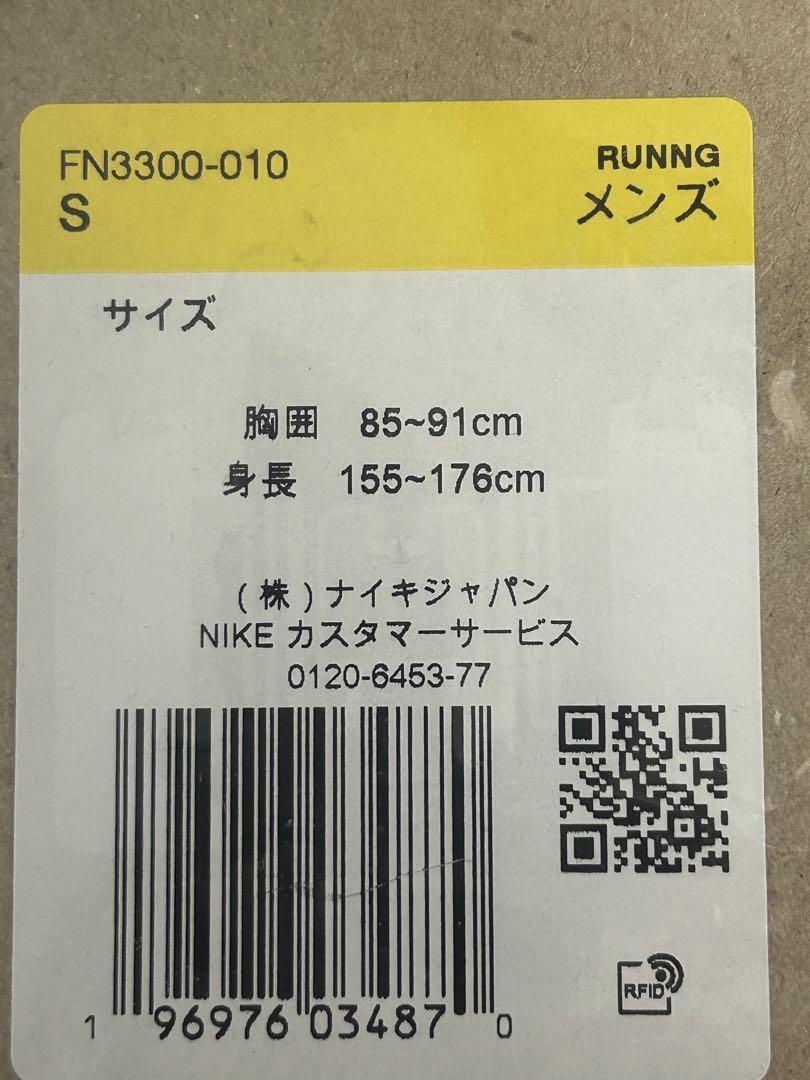 FN3300-010
S
RUNNG
メンズ
サイズ
胸囲 85~91cm
身長 155~176cm
(株)ナイキジャパン
NIKE カスタマーサービス
0120-6453-77
1 96976 03487 0
RFID